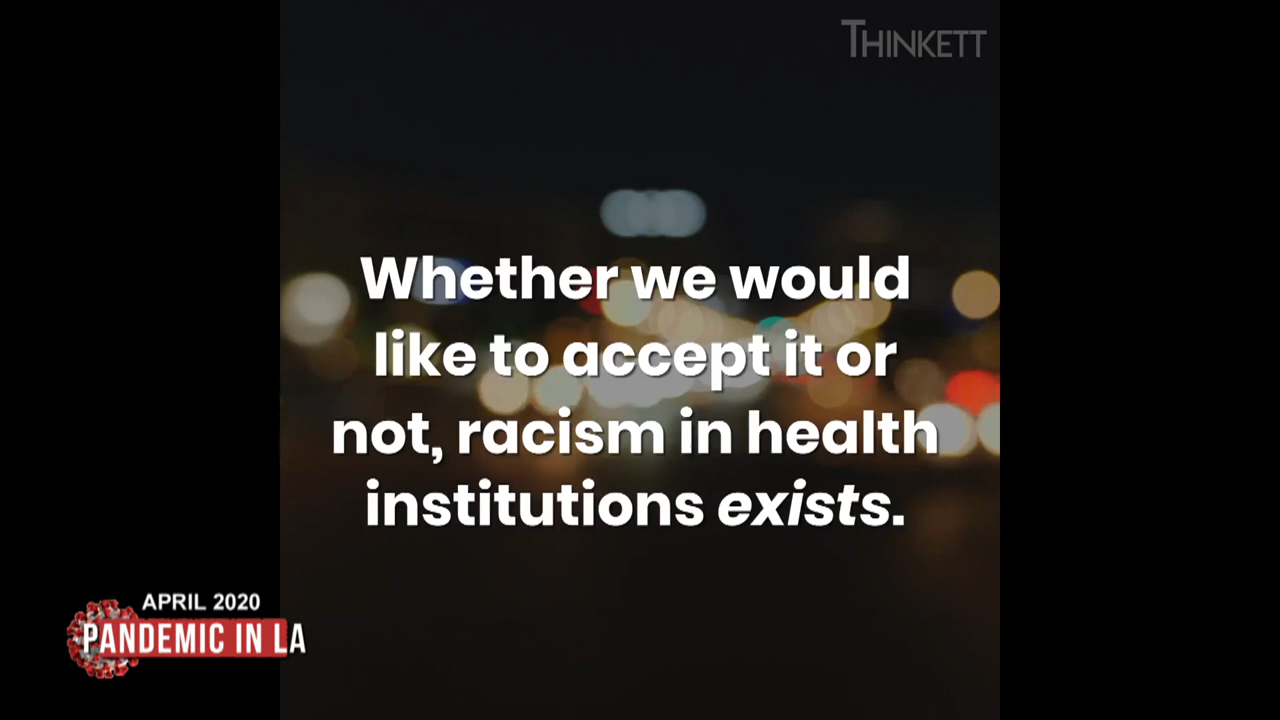 THINKETT
Whether we would
like to accept it or
not, racism in health
institutions exists.
APRIL 2020
PANDEMIC IN LA